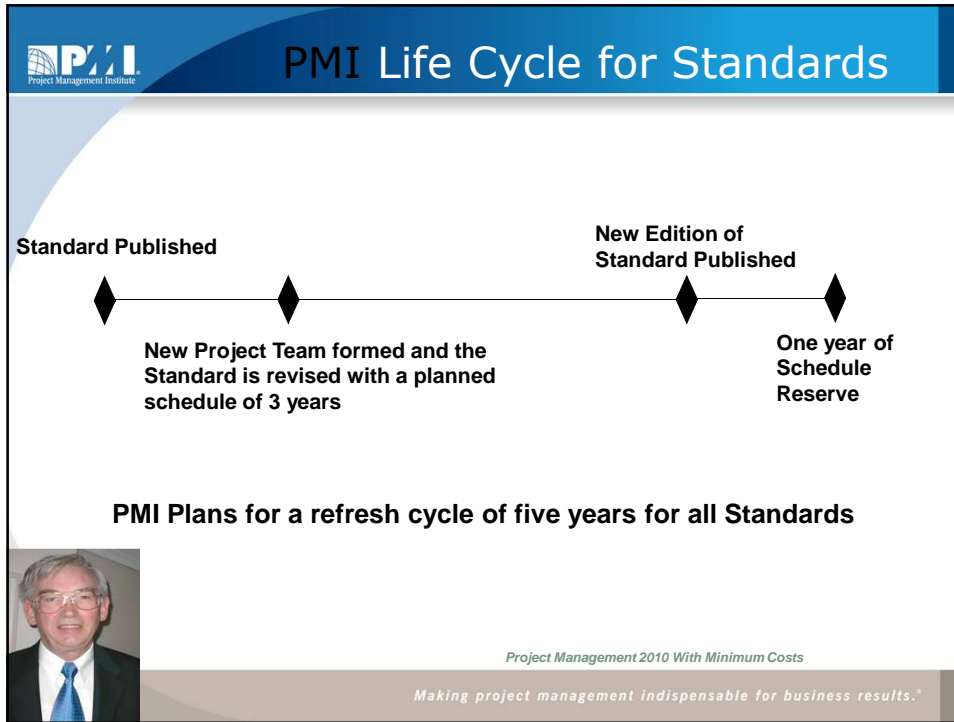 PMI
Project Management Institute
PMI Life Cycle for Standards
Standard Published
New Edition of
Standard Published
New Project Team formed and the
Standard is revised with a planned
schedule of 3 years
One year of
Schedule
Reserve
PMI Plans for a refresh cycle of five years for all Standards
Project Management 2010 With Minimum Costs
Making project management indispensable for business results.®